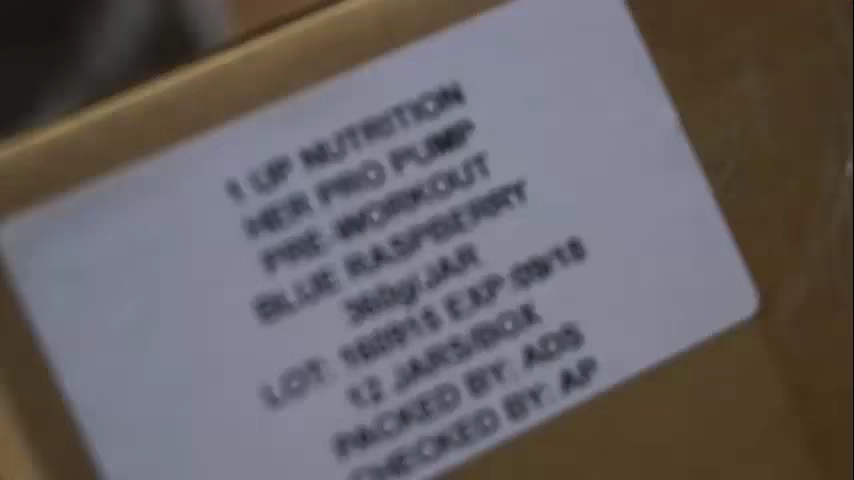 1 UP NUTRITION
HER PRO PUMP
PRE-WORKOUT
BLUE RASPBERRY
360g/JAR
LOT: 160915 EXP:09/18
12 JARS/BOX
PACKED BY: ADS
CHECKED BY: AP